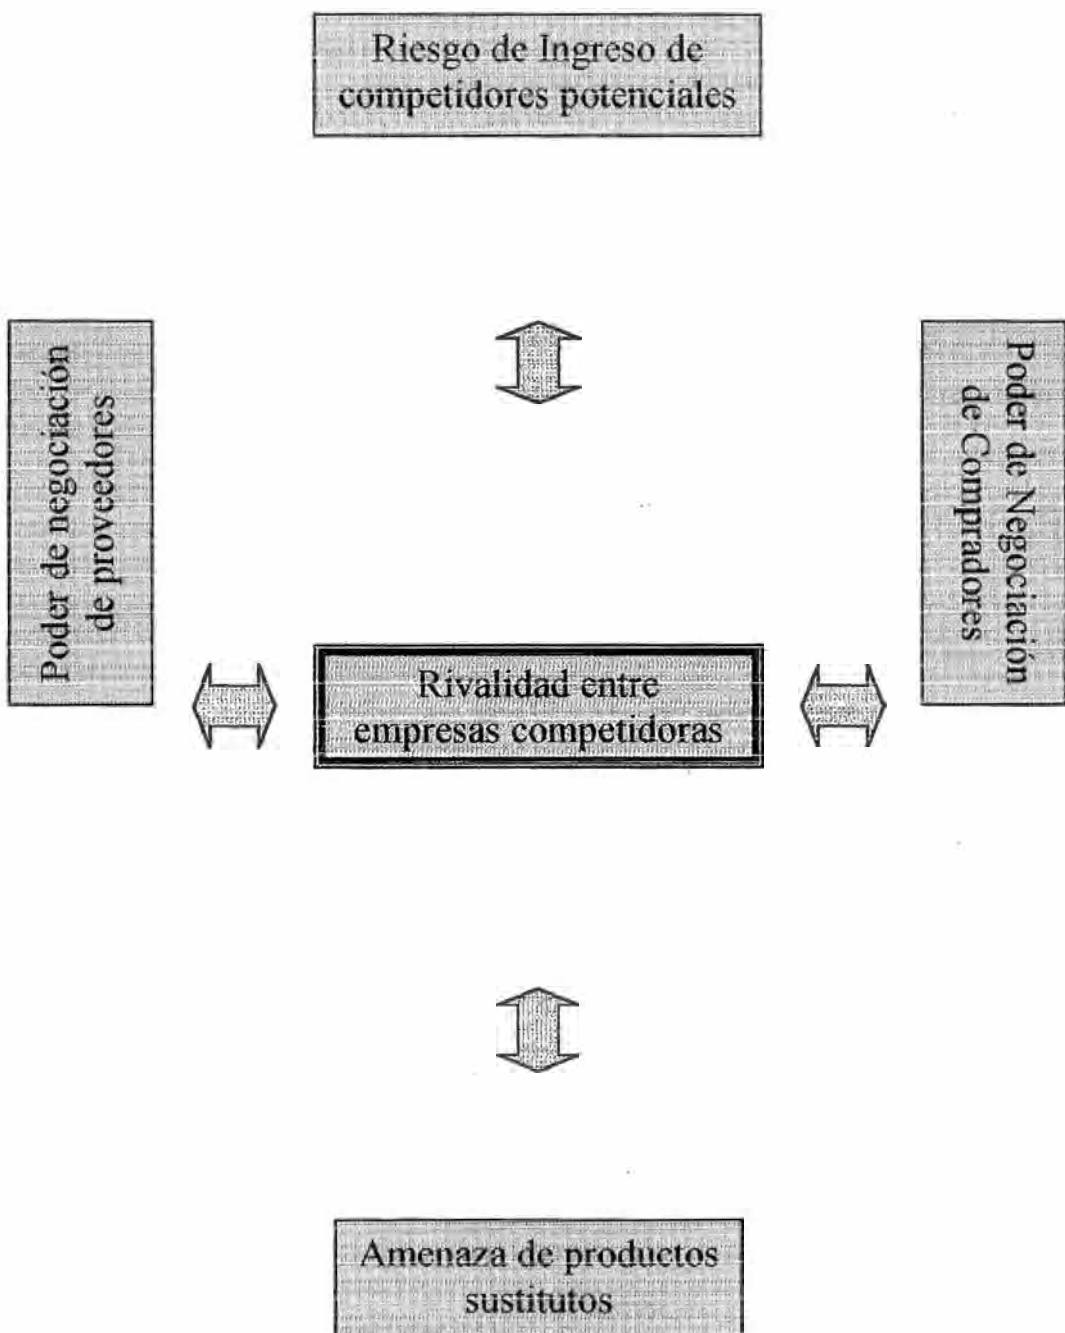 Riesgo de Ingreso de
competidores potenciales
Poder de negociación
de proveedores
Poder de Negociación
de Compradores
Rivalidad entre
empresas competidoras
Amenaza de productos
sustitutos